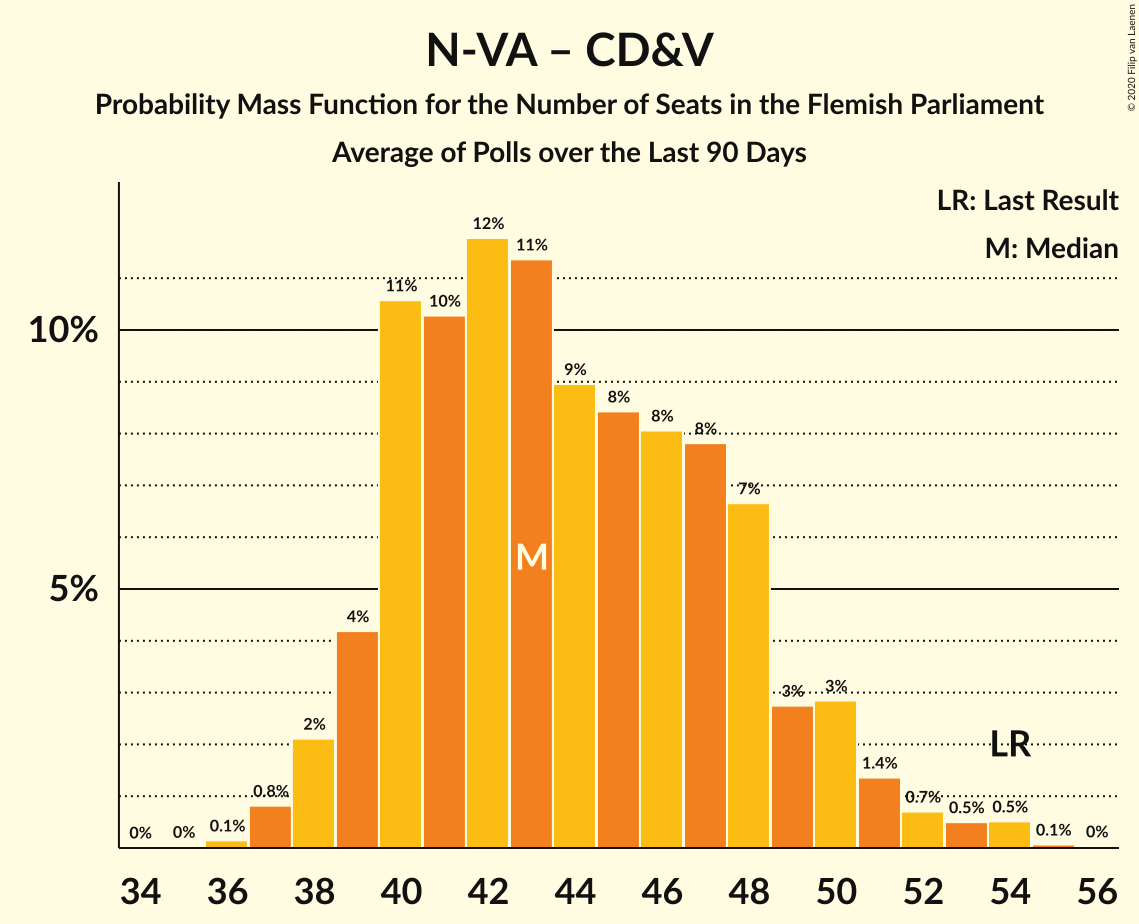 N-VA – CD&V
Probability Mass Function for the Number of Seats in the Flemish Parliament
Average of Polls over the Last 90 Days
© 2020 Filip van Laenen
LR: Last Result
M: Median
10%
5%
0%
0%
0.1%
0.8%
2%
4%
11%
10%
12%
11%
9%
8%
8%
8%
7%
3%
3%
1.4%
0.7%
0.5%
0.5%
0.1%
0%
M
LR
34 36 38 40 42 44 46 48 50 52 54 56